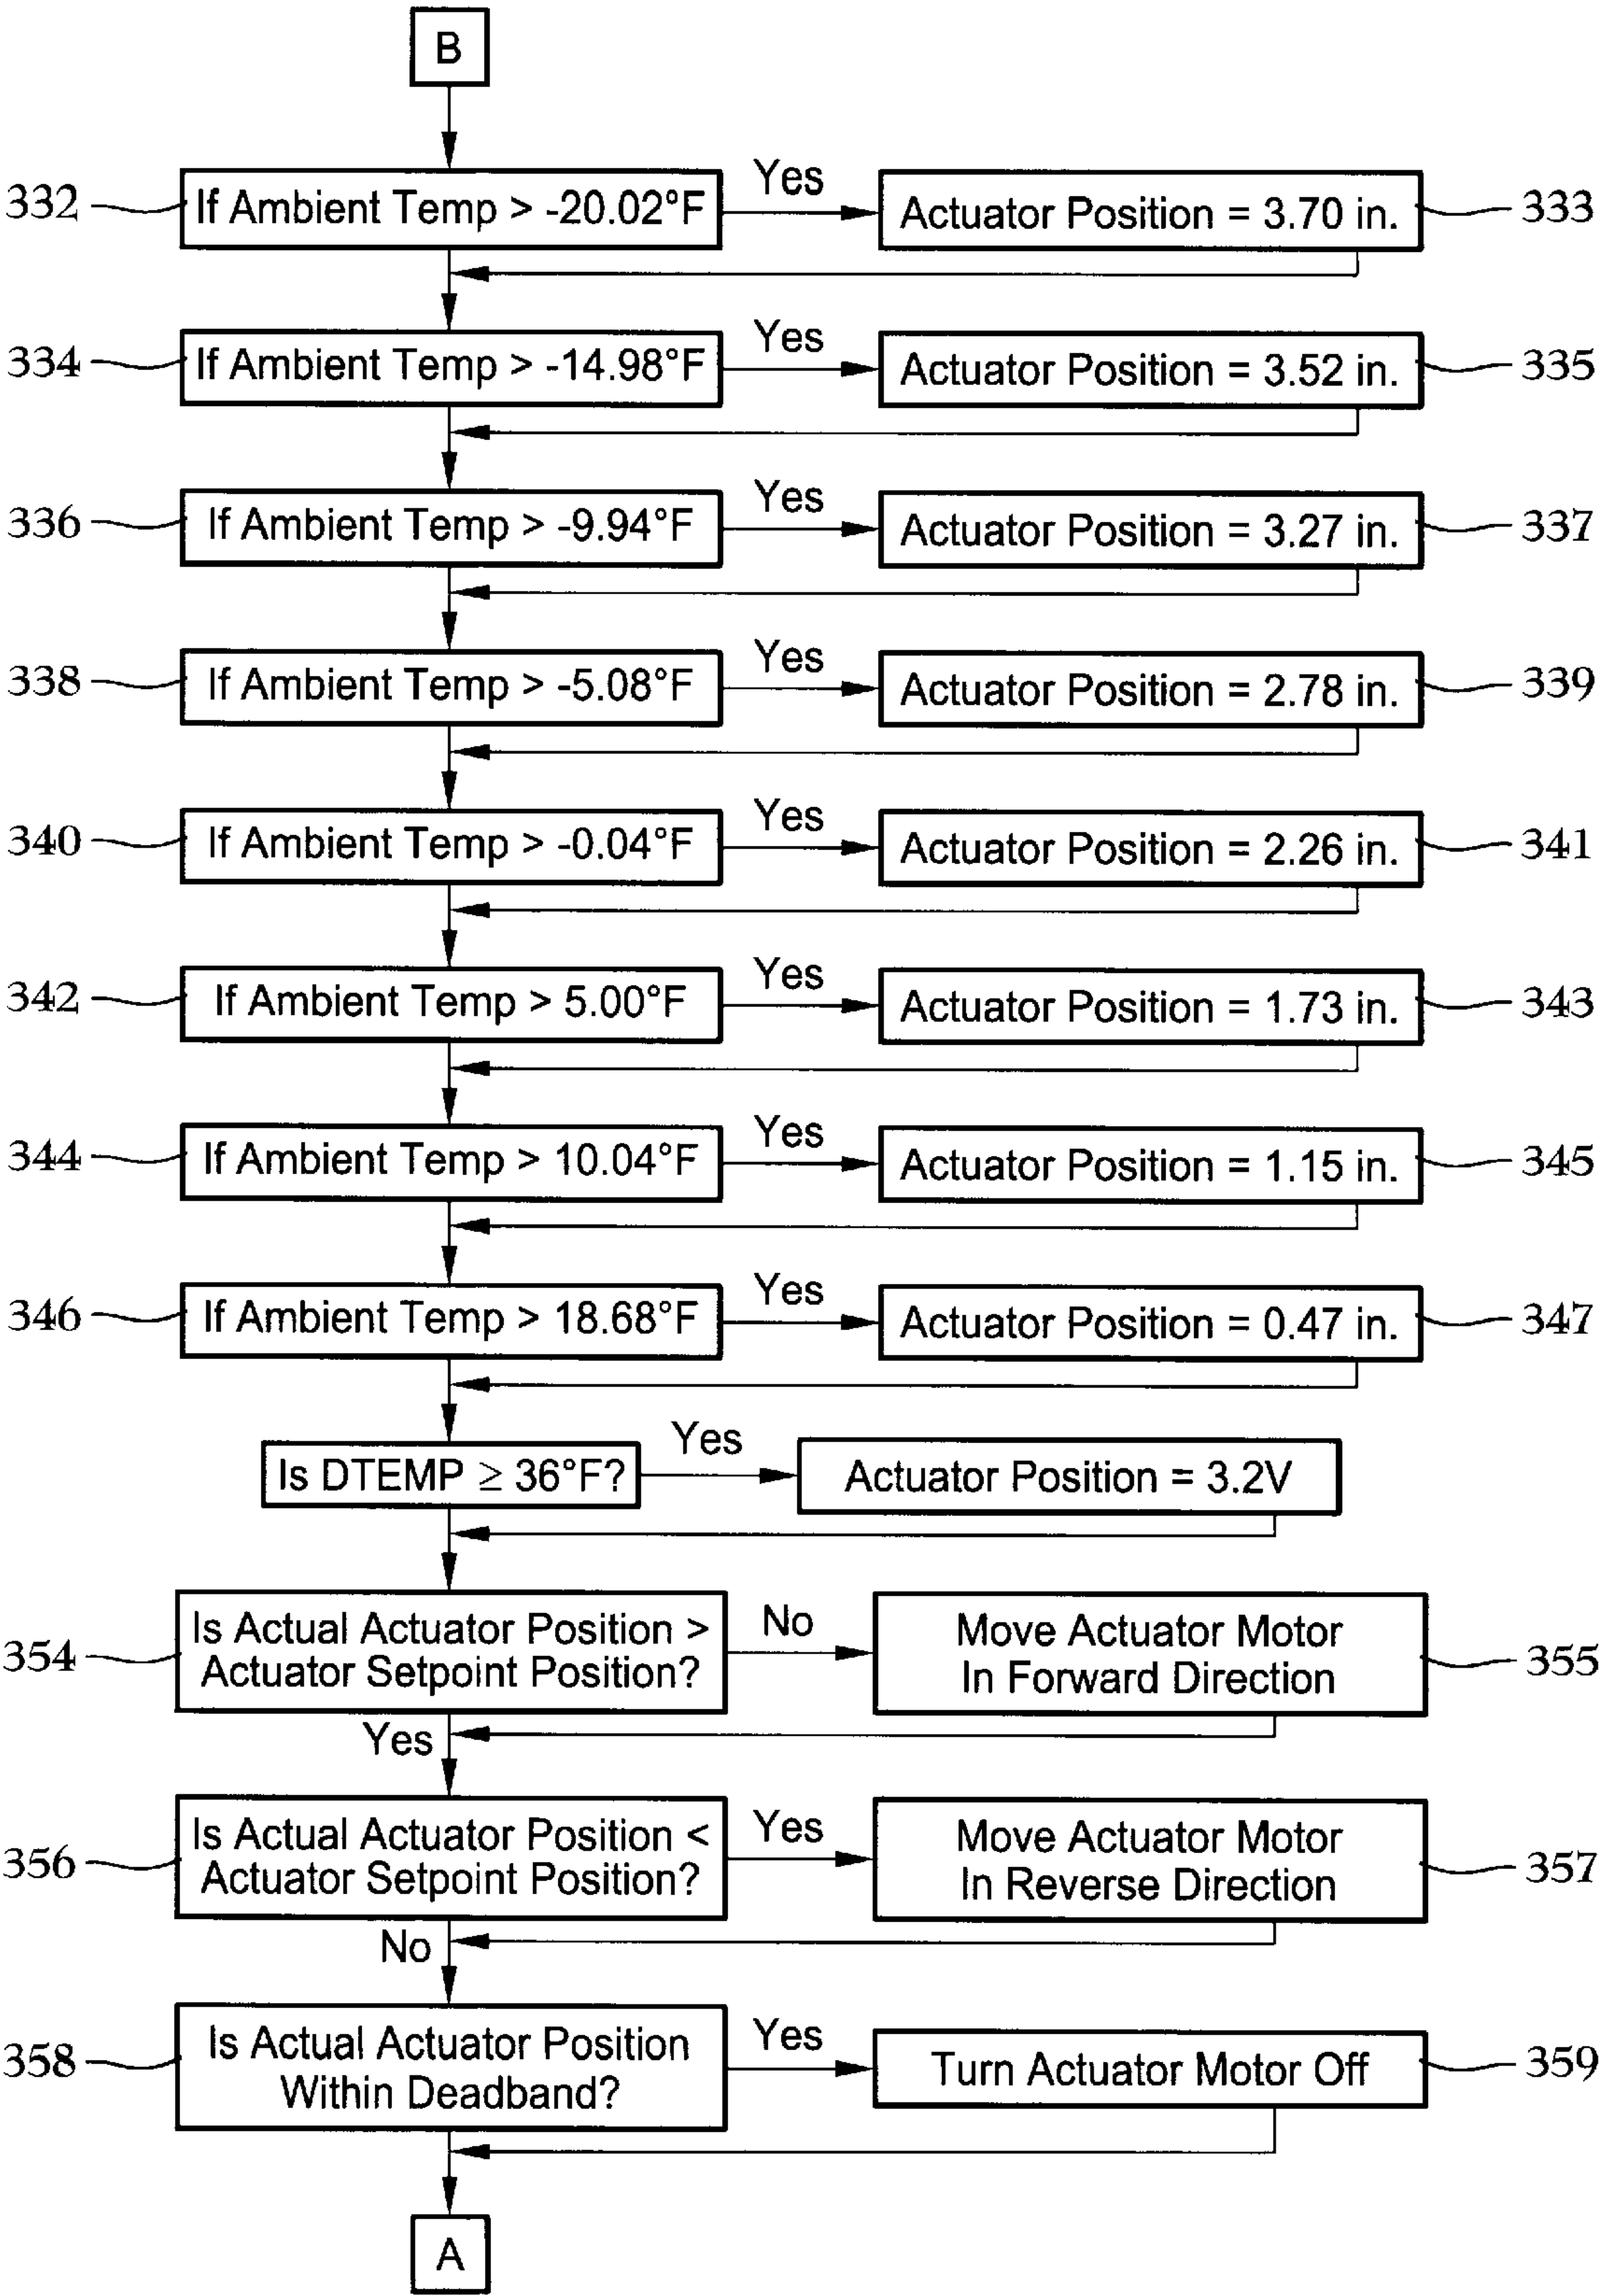 B
332 If Ambient Temp > -20.02°F Yes Actuator Position = 3.70 in. 333
334 If Ambient Temp > -14.98°F Yes Actuator Position = 3.52 in. 335
336 If Ambient Temp > -9.94°F Yes Actuator Position = 3.27 in. 337
338 If Ambient Temp > -5.08°F Yes Actuator Position = 2.78 in. 339
340 If Ambient Temp > -0.04°F Yes Actuator Position = 2.26 in. 341
342 If Ambient Temp > 5.00°F Yes Actuator Position = 1.73 in. 343
344 If Ambient Temp > 10.04°F Yes Actuator Position = 1.15 in. 345
346 If Ambient Temp > 18.68°F Yes Actuator Position = 0.47 in. 347
Is DTEMP ≥ 36°F? Yes Actuator Position = 3.2V
354
Is Actual Actuator Position >
Actuator Setpoint Position?
No
Move Actuator Motor
In Forward Direction
355
Yes
356
Is Actual Actuator Position <
Actuator Setpoint Position?
Yes
Move Actuator Motor
In Reverse Direction
357
No
358
Is Actual Actuator Position
Within Deadband?
Yes
Turn Actuator Motor Off
359
A